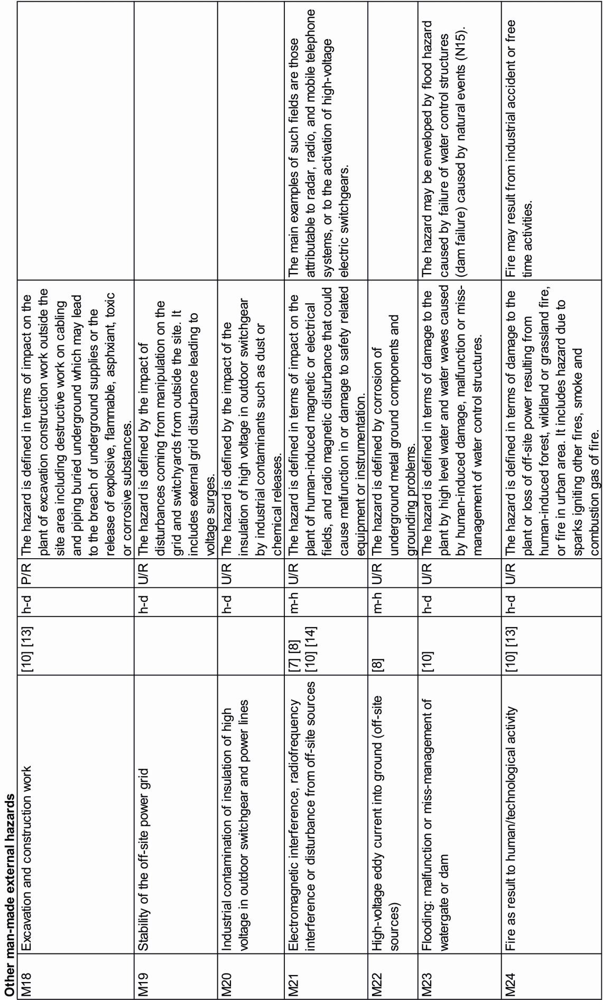 Other man-made external hazards
M18
Excavation and construction work
[10] [13]
h-d
P/R
The hazard is defined in terms of impact on the
plant of excavation construction work outside the
site area including destructive work on cabling
and piping buried underground which may lead
to the breach of underground supplies or the
release of explosive, flammable, asphxiant, toxic
or corrosive substances.
M19
Stability of the off-site power grid
h-d
U/R
The hazard is defined by the impact of
disturbances coming from manipulation on the
grid and switchyards from outside the site. It
includes external grid disturbance leading to
voltage surges.
M20
Industrial contamination of insulation of high
voltage in outdoor switchgear and power lines
h-d
U/R
The hazard is defined by the impact of the
insulation of high voltage in outdoor switchgear
by industrial contaminants such as dust or
chemical releases.
M21
Electromagnetic interference, radiofrequency
interference or disturbance from off-site sources
[7] [8]
[10] [14]
m-h
U/R
The hazard is defined in terms of impact on the
plant of human-induced magnetic or electrical
fields, and radio magnetic disturbance that could
cause malfunction in or damage to safety related
equipment or instrumentation.
The main examples of such fields are those
attributable to radar, radio, and mobile telephone
systems, or to the activation of high-voltage
electric switchgears.
M22
High-voltage eddy current into ground (off-site
sources)
[8]
m-h
U/R
The hazard is defined by corrosion of
underground metal ground components and
grounding problems.
M23
Flooding: malfunction or miss-management of
watergate or dam
[10]
h-d
U/R
The hazard is defined in terms of damage to the
plant by high level water and water waves caused
by human-induced damage, malfunction or miss-
management of water control structures.
The hazard may be enveloped by flood hazard
caused by failure of water control structures
(dam failure) caused by natural events (N15).
M24
Fire as result to human/technological activity
[10] [13]
h-d
U/R
The hazard is defined in terms of damage to the
plant or loss of off-site power resulting from
human-induced forest, wildland or grassland fire,
or fire in urban area. It includes hazard due to
sparks igniting other fires, smoke and
combustion gas of fire.
Fire may result from industrial accident or free
time activities.